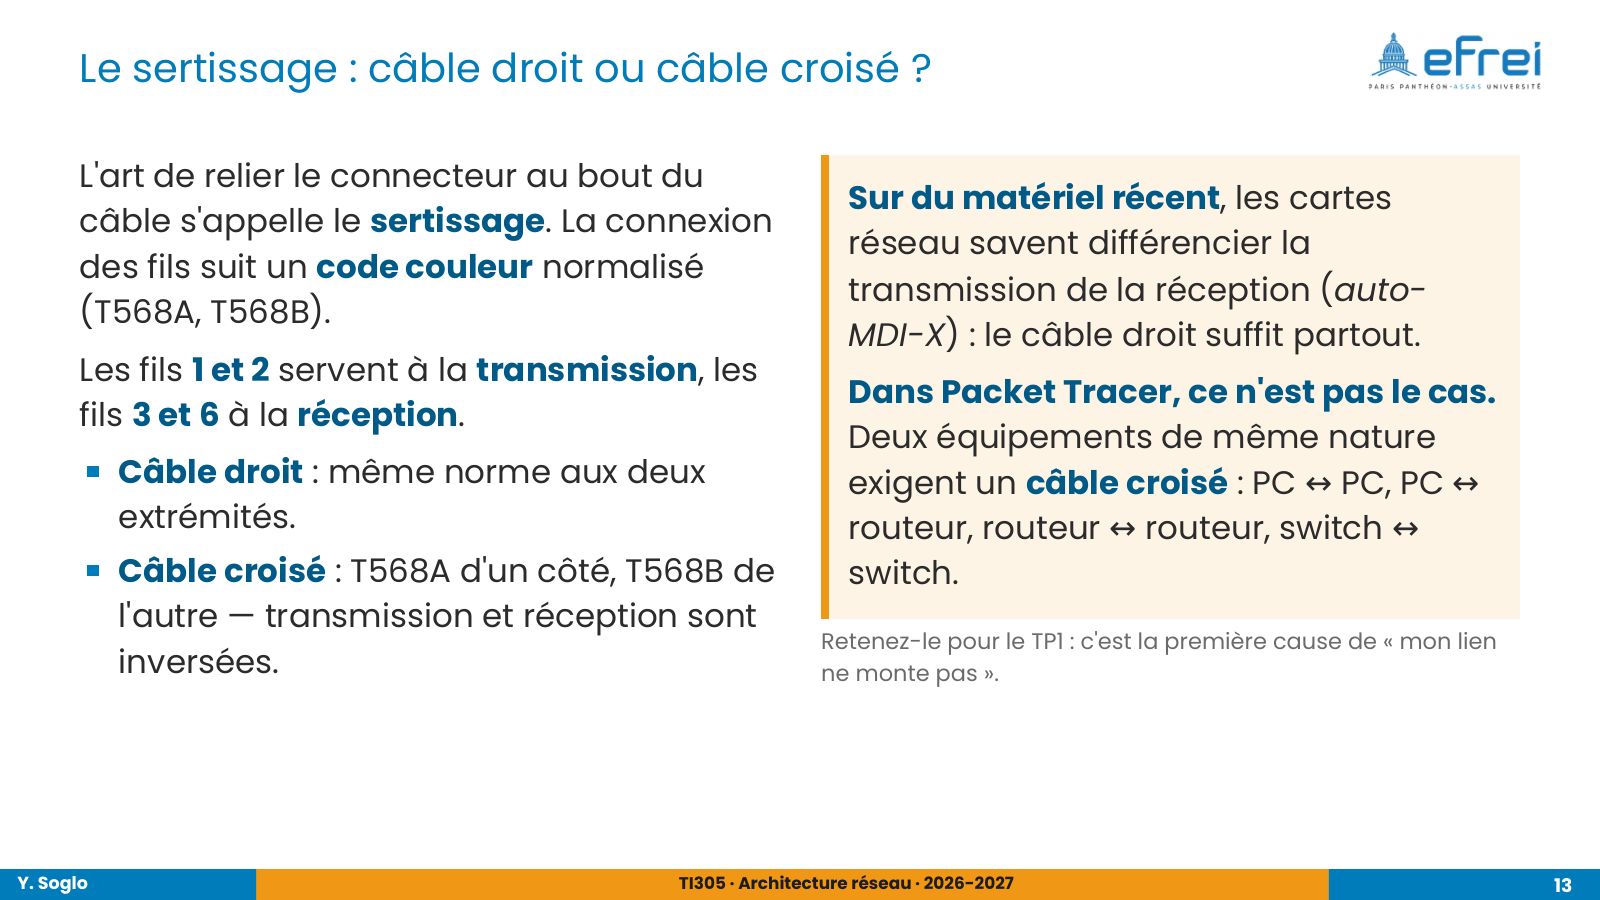 Le sertissage : câble droit ou câble croisé ?
efrei
PARIS PANTHÉON-ASSAS UNIVERSITÉ
L'art de relier le connecteur au bout du
câble s'appelle le sertissage. La connexion
des fils suit un code couleur normalisé
(T568A, T568B).
Les fils 1 et 2 servent à la transmission, les
fils 3 et 6 à la réception.
▪ Câble droit : même norme aux deux
extrémités.
▪ Câble croisé : T568A d'un côté, T568B de
l'autre — transmission et réception sont
inversées.
Sur du matériel récent, les cartes
réseau savent différencier la
transmission de la réception (auto-
MDI-X) : le câble droit suffit partout.
Dans Packet Tracer, ce n'est pas le cas.
Deux équipements de même nature
exigent un câble croisé : PC ↔ PC, PC ↔
routeur, routeur ↔ routeur, switch ↔
switch.
Retenez-le pour le TP1 : c'est la première cause de « mon lien
ne monte pas ».
Y. Soglo
TI305 · Architecture réseau · 2026-2027
13